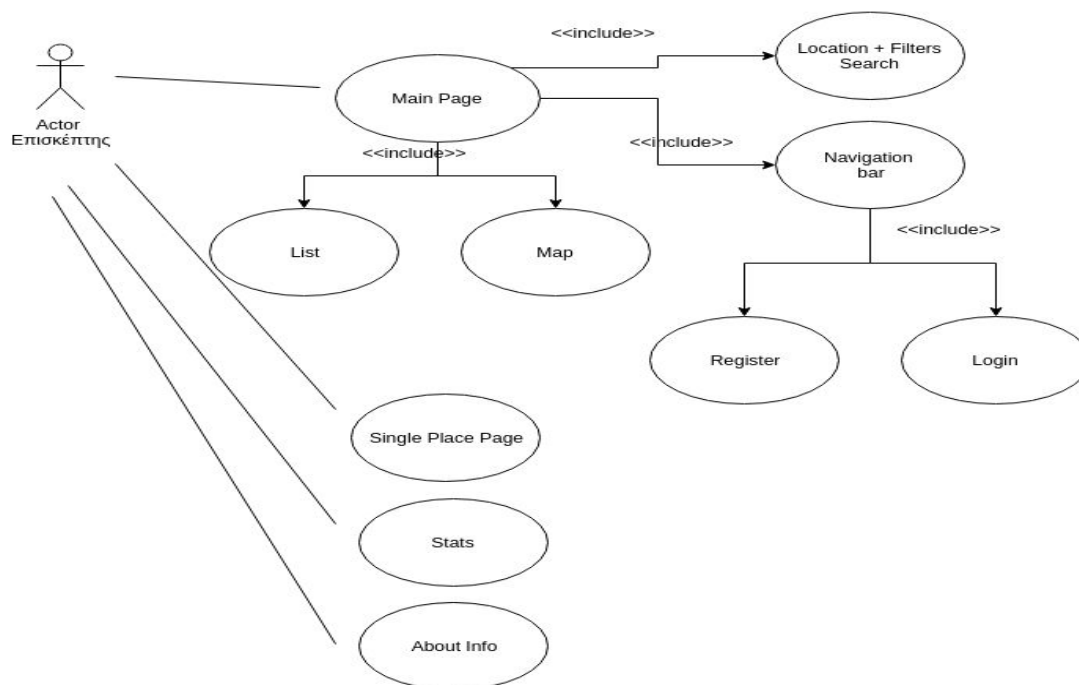 <<include>>
Location + Filters
Search
Main Page
Actor
Επισκέπτης
<<include>>
<<include>>
Navigation
bar
<<include>>
List
Map
Register
Login
Single Place Page
Stats
About Info